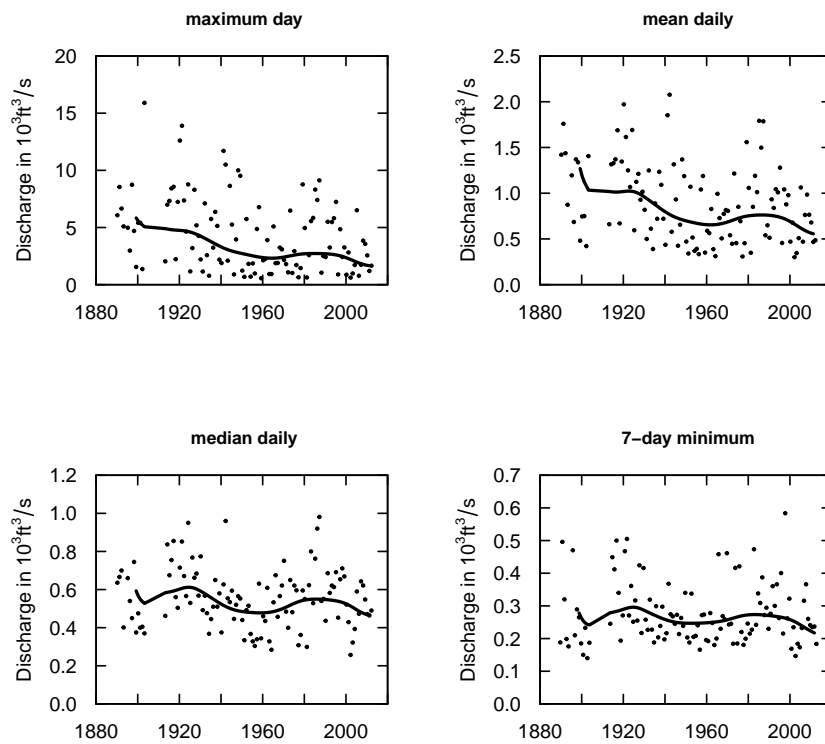 maximum day
Discharge in 10³ft³/s
20
15
10
5
0
1880 1920 1960 2000
mean daily
Discharge in 10³ft³/s
2.5
2.0
1.5
1.0
0.5
0.0
1880 1920 1960 2000
median daily
Discharge in 10³ft³/s
1.2
1.0
0.8
0.6
0.4
0.2
0.0
1880 1920 1960 2000
7−day minimum
Discharge in 10³ft³/s
0.7
0.6
0.5
0.4
0.3
0.2
0.1
0.0
1880 1920 1960 2000